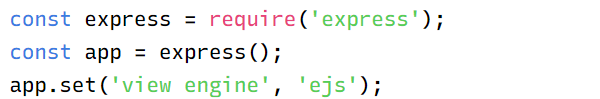 const express = require('express');
const app = express();
app.set('view engine', 'ejs');